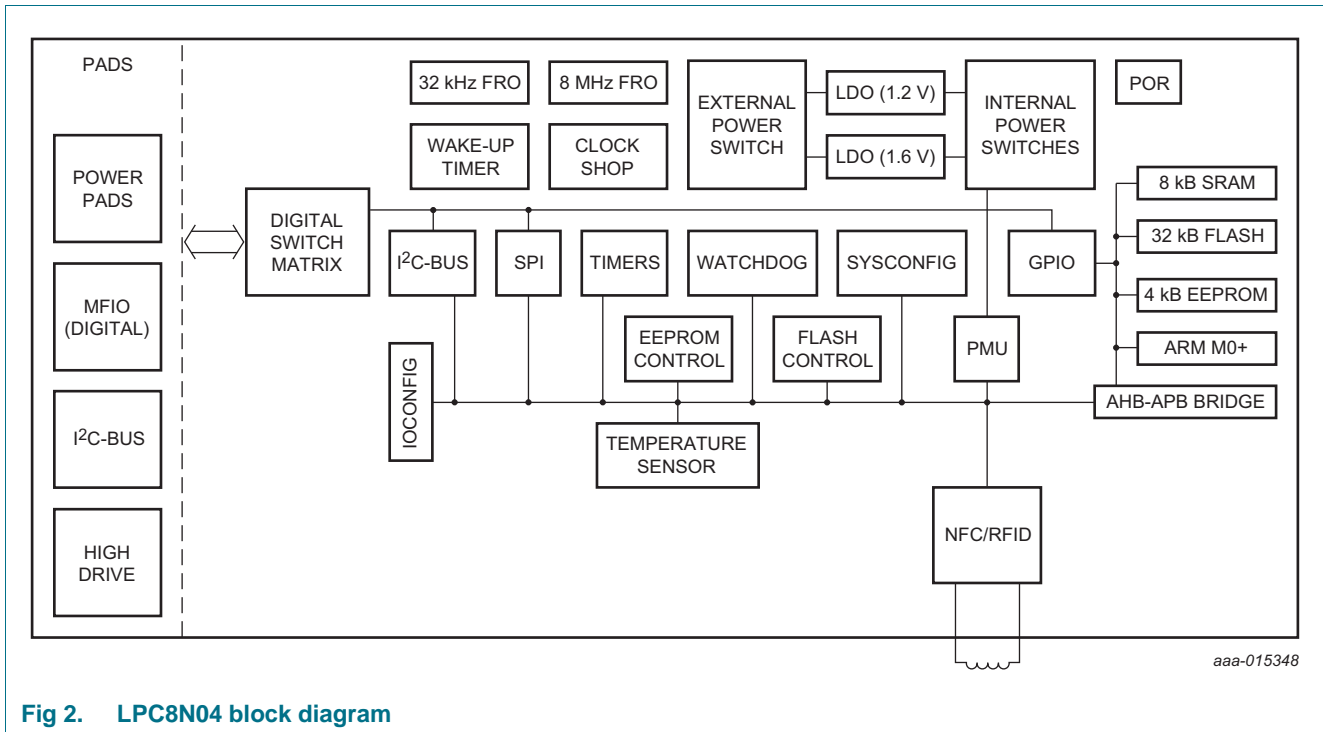 PADS
POWER
PADS
MFIO
(DIGITAL)
I²C-BUS
HIGH
DRIVE
32 kHz FRO
8 MHz FRO
WAKE-UP
TIMER
CLOCK
SHOP
EXTERNAL
POWER
SWITCH
LDO (1.2 V)
LDO (1.6 V)
INTERNAL
POWER
SWITCHES
POR
DIGITAL
SWITCH
MATRIX
I²C-BUS
SPI
TIMERS
WATCHDOG
SYSCONFIG
GPIO
8 kB SRAM
32 kB FLASH
4 kB EEPROM
ARM M0+
AHB-APB BRIDGE
IOCONFIG
EEPROM
CONTROL
FLASH
CONTROL
PMU
TEMPERATURE
SENSOR
NFC/RFID
aaa-015348
Fig 2. LPC8N04 block diagram